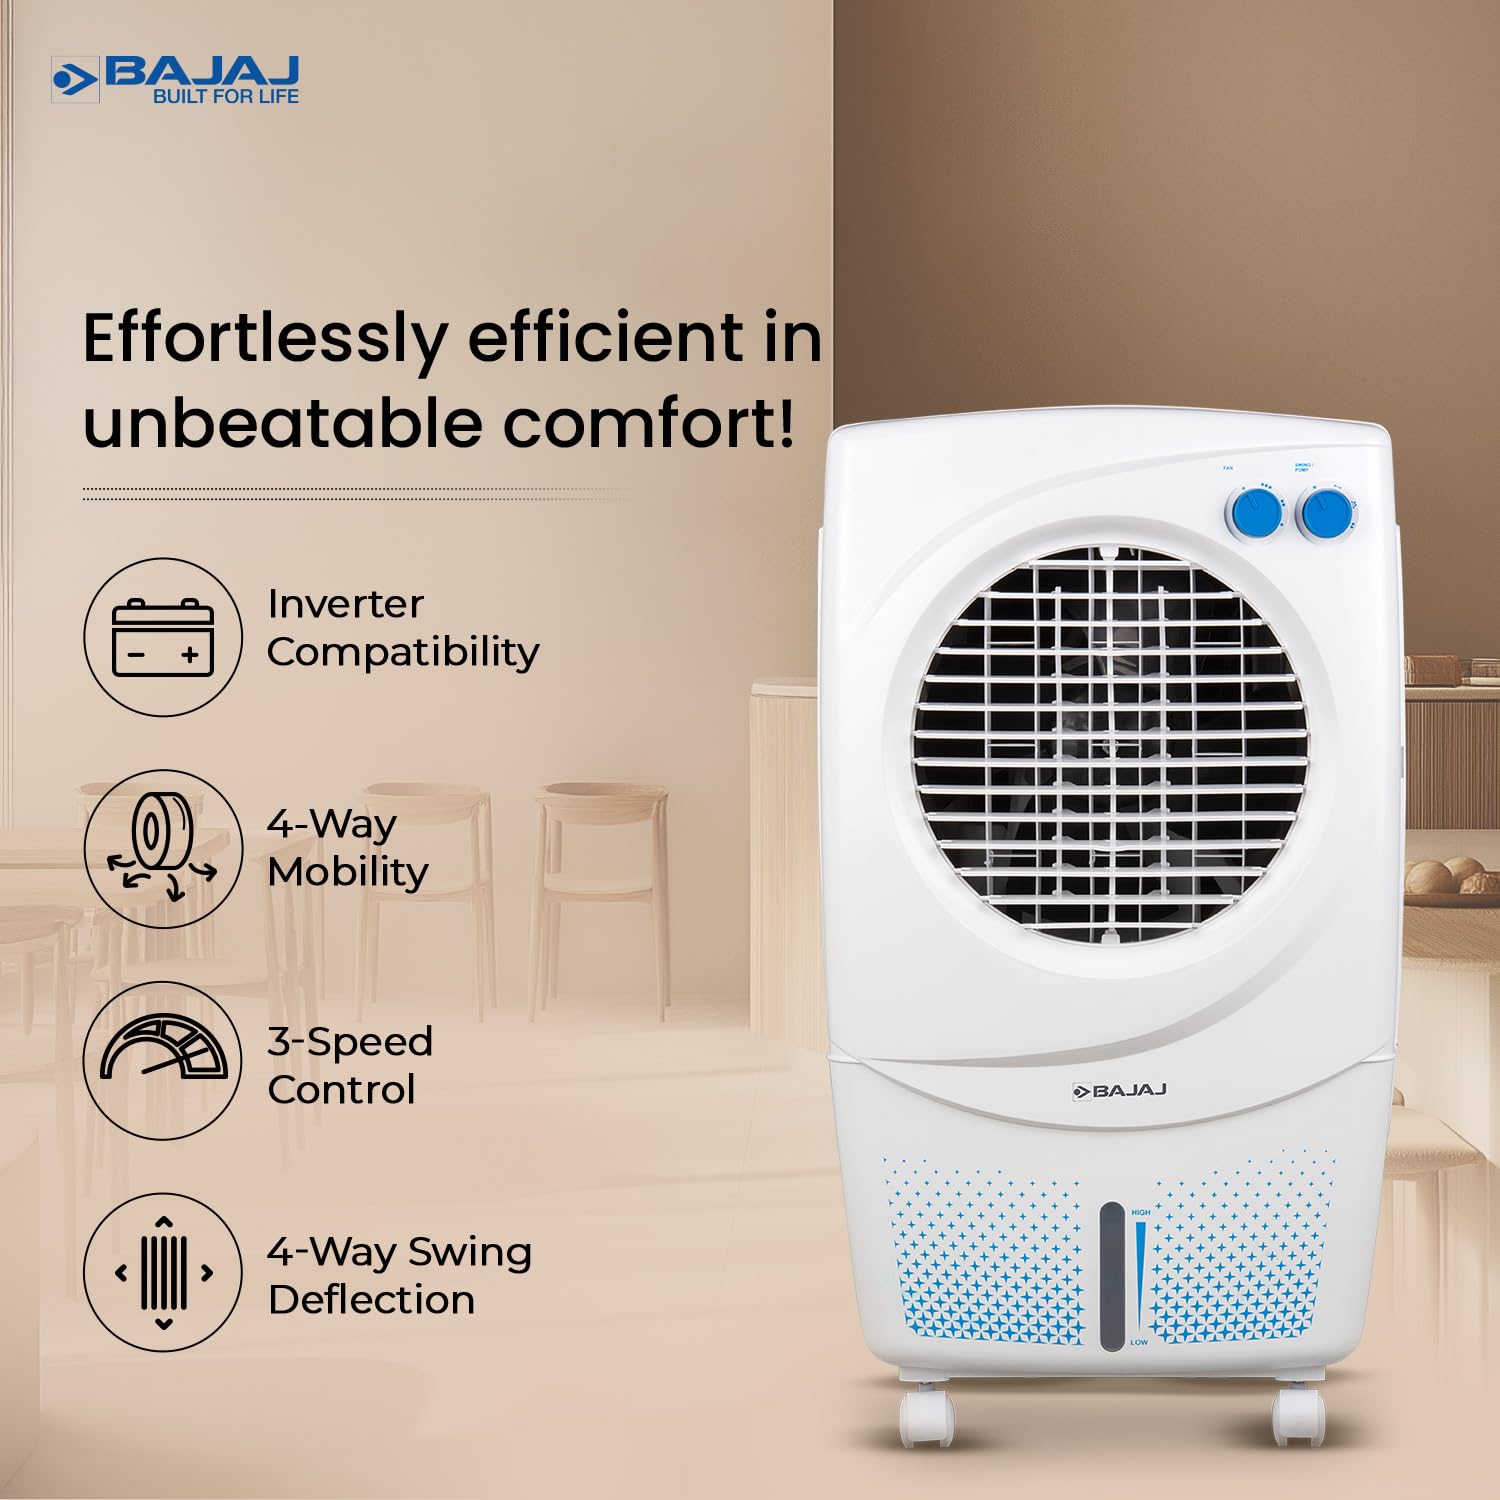 BAJAJ
BUILT FOR LIFE
Effortlessly efficient in
unbeatable comfort!
Inverter
Compatibility
4-Way
Mobility
3-Speed
Control
4-Way Swing
Deflection
FAN
SWING /
PUMP
BAJAJ
HIGH
LOW